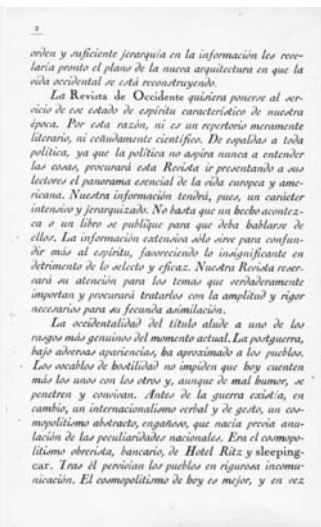 2
orden y suficiente jerarquía en la información les reve-
laría pronto el plano de la nueva arquitectura en que la
vida occidental se está reconstruyendo.
La Revista de Occidente quisiera ponerse al ser-
vicio de ese estado de espíritu característico de nuestra
época. Por esta razón, ni es un repertorio meramente
literario, ni ceñudamente científico. De espaldas a toda
política, ya que la política no aspira nunca a entender
las cosas, procurará esta Revista ir presentando a sus
lectores el panorama esencial de la vida europea y ame-
ricana. Nuestra información tendrá, pues, un carácter
intensivo y jerarquizado. No basta que un hecho acontez-
ca o un libro se publique para que deba hablarse de
ellos. La información extensiva sólo sirve para confun-
dir más al espíritu, favoreciendo lo insignificante en
detrimento de lo selecto y eficaz. Nuestra Revista reser-
vará su atención para los temas que verdaderamente
importan y procurará tratarlos con la amplitud y rigor
necesarios para su fecunda asimilación.
La occidentalidad del título alude a uno de los
rasgos más genuinos del momento actual. La postguerra,
bajo adversas apariencias, ha aproximado a los pueblos.
Los vocablos de hostilidad no impiden que hoy cuenten
más los unos con los otros y, aunque de mal humor, se
penetren y convivan. Antes de la guerra existía, en
cambio, un internacionalismo verbal y de gesto, un cos-
mopolitismo abstracto, engañoso, que nacía previa anu-
lación de las peculiaridades nacionales. Era el cosmopo-
litismo obrerista, bancario, de Hotel Ritz y sleeping-
car. Tras él pervivían los pueblos en rigurosa incomu-
nicación. El cosmopolitismo de hoy es mejor, y en vez